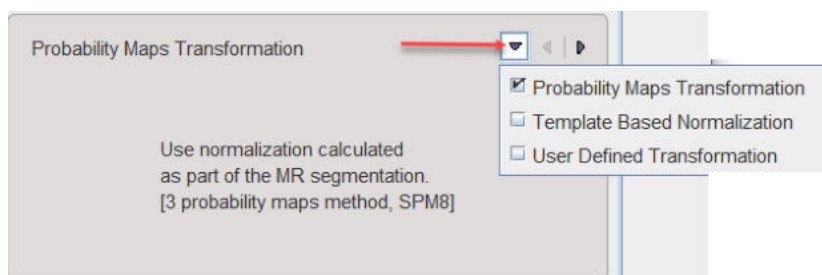 Probability Maps Transformation
Probability Maps Transformation
Template Based Normalization
User Defined Transformation
Use normalization calculated
as part of the MR segmentation.
[3 probability maps method, SPM8]